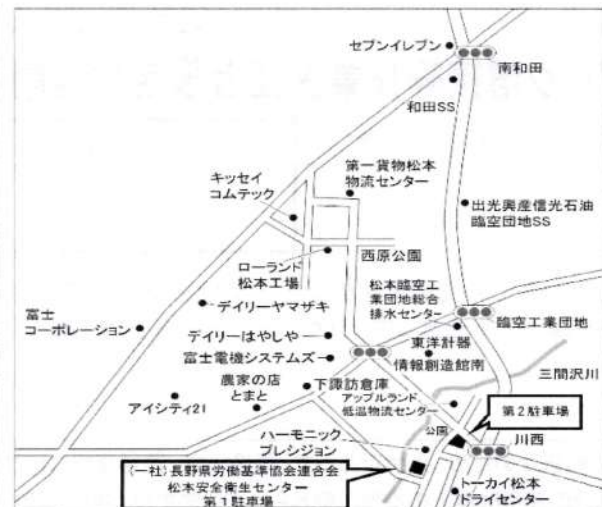 セブンイレブン
南和田
和田SS
第一貨物松本
物流センター
キッセイ
コムテック
出光興産信光石油
臨空団地SS
ローランド
松本工場
西原公園
松本臨空工
業団地総合
排水センター
デイリーヤマザキ
富士
コーポレーション
臨空工業団地
デイリーはやしや
東洋計器
富士電機システムズ
情報創造館南
三間沢川
農家の店
とまと
下諏訪倉庫
アップルランド
低温物流センター
アイシティ21
第2駐車場
公園
川西
ハーモニック
プレシジョン
(一社)長野県労働基準協会連合会
松本安全衛生センター
第1駐車場
トーカイ松本
ドライセンター